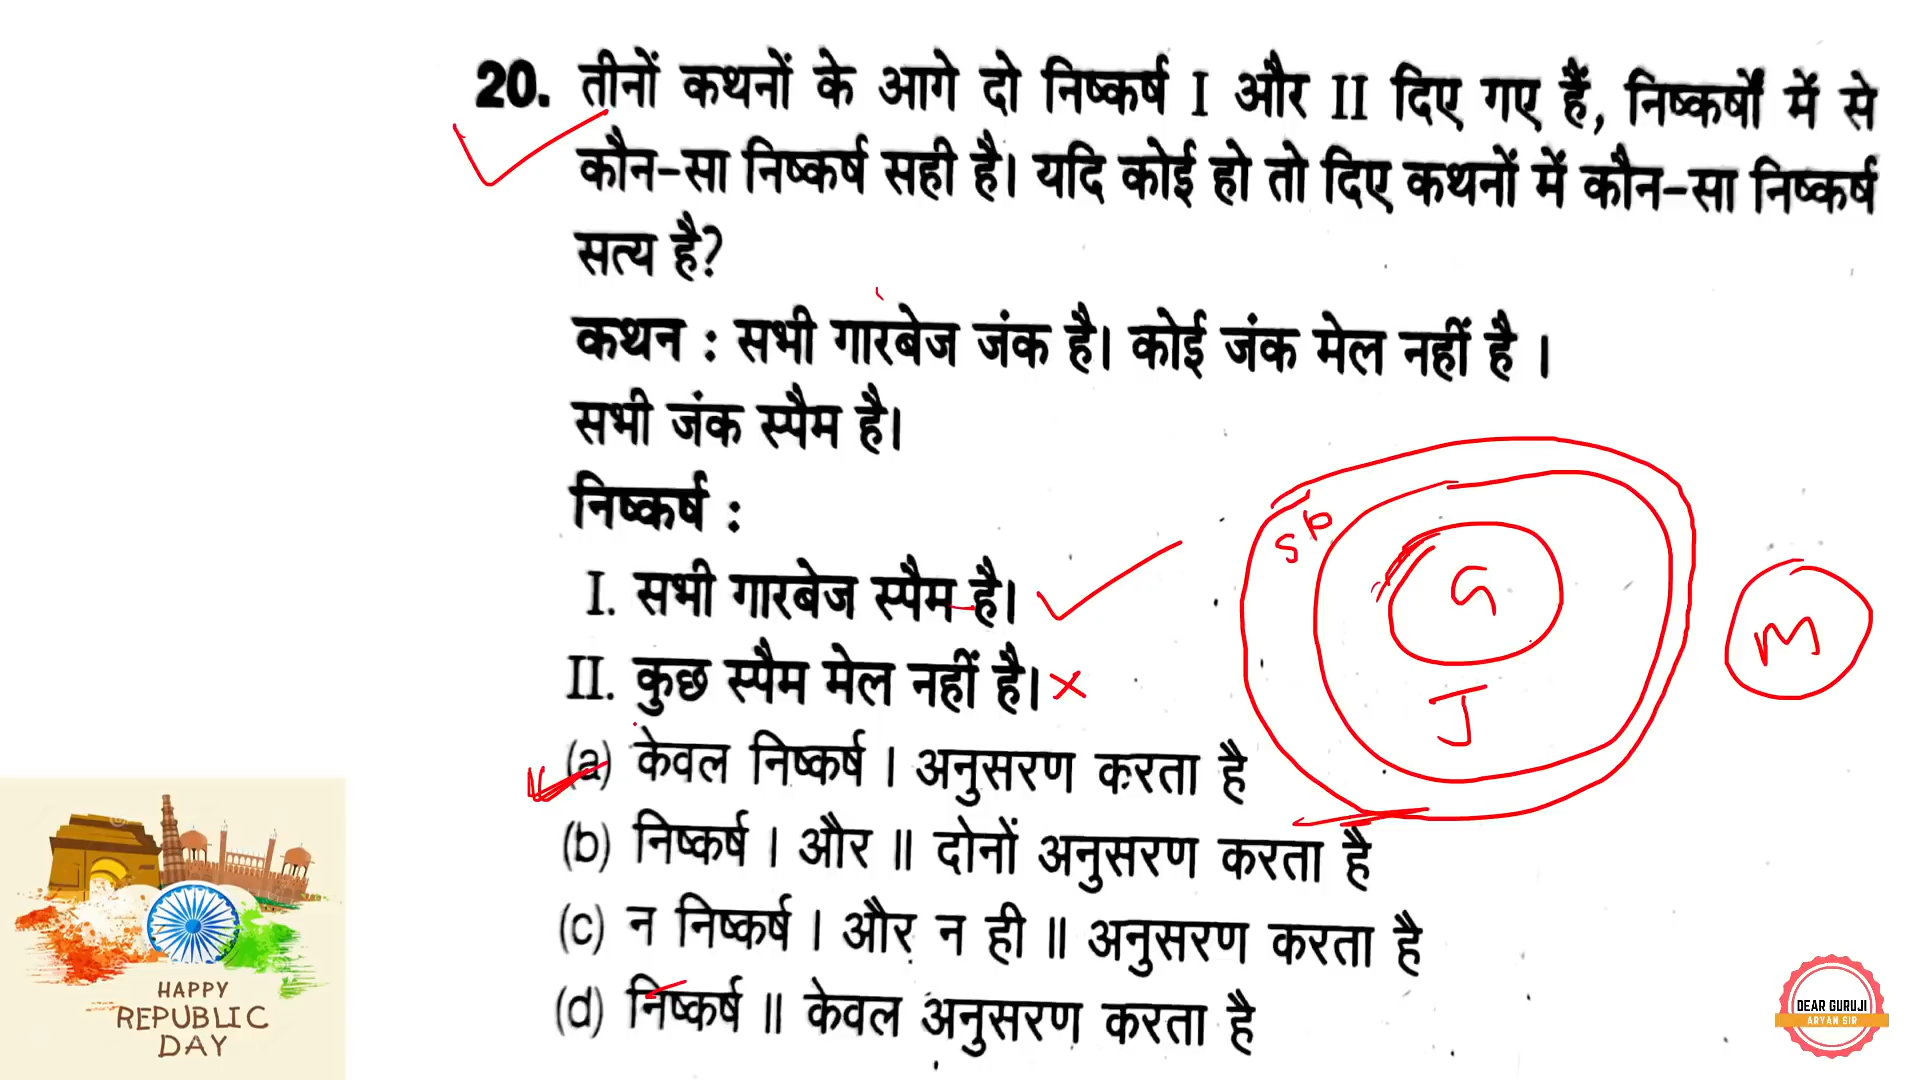 20. तीनों कथनों के आगे दो निष्कर्ष I और II दिए गए हैं, निष्कर्षों में से
कौन-सा निष्कर्ष सही है। यदि कोई हो तो दिए कथनों में कौन-सा निष्कर्ष
सत्य है?
कथन : सभी गारबेज जंक है। कोई जंक मेल नहीं है ।
सभी जंक स्पैम है।
निष्कर्ष :
I. सभी गारबेज स्पैम है।
II. कुछ स्पैम मेल नहीं है।
(a) केवल निष्कर्ष I अनुसरण करता है
(b) निष्कर्ष I और II दोनों अनुसरण करता है
(c) न निष्कर्ष I और न ही II अनुसरण करता है
(d) निष्कर्ष II केवल अनुसरण करता है
Sp
G
J
M
HAPPY
REPUBLIC
DAY
DEAR GURUJI
ARYAN SIR